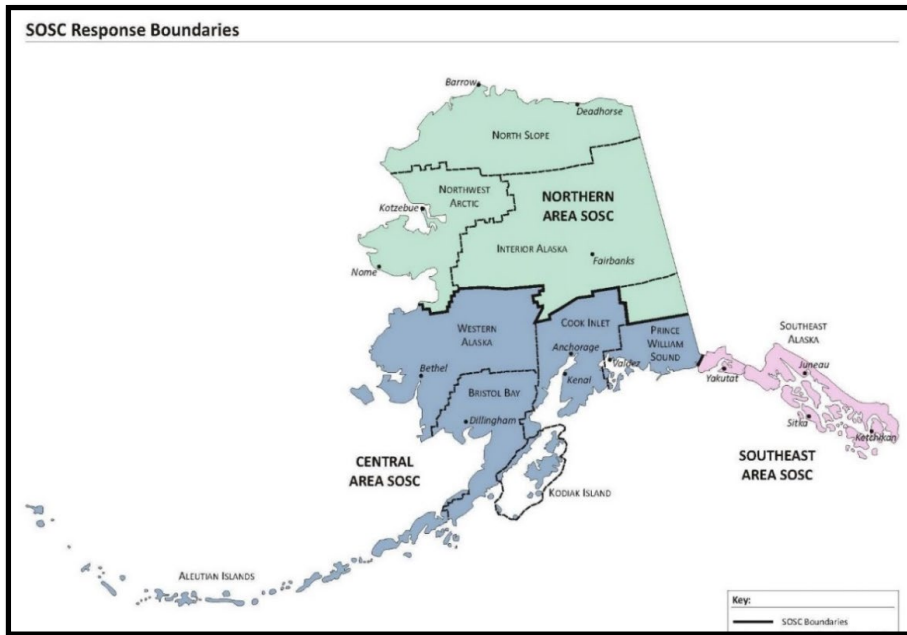 SOSC Response Boundaries
Barrow
Deadhorse
NORTH SLOPE
NORTHWEST
ARCTIC
Kotzebue
NORTHERN
AREA SOSC
INTERIOR ALASKA
Fairbanks
Nome
WESTERN
ALASKA
COOK INLET
Anchorage
PRINCE
WILLIAM
SOUND
Valdez
SOUTHEAST
ALASKA
Juneau
Yakutat
Bethel
Kenai
BRISTOL BAY
Dillingham
Sitka
Ketchikan
CENTRAL
AREA SOSC
SOUTHEAST
AREA SOSC
KODIAK ISLAND
ALEUTIAN ISLANDS
Key:
SOSC Boundaries